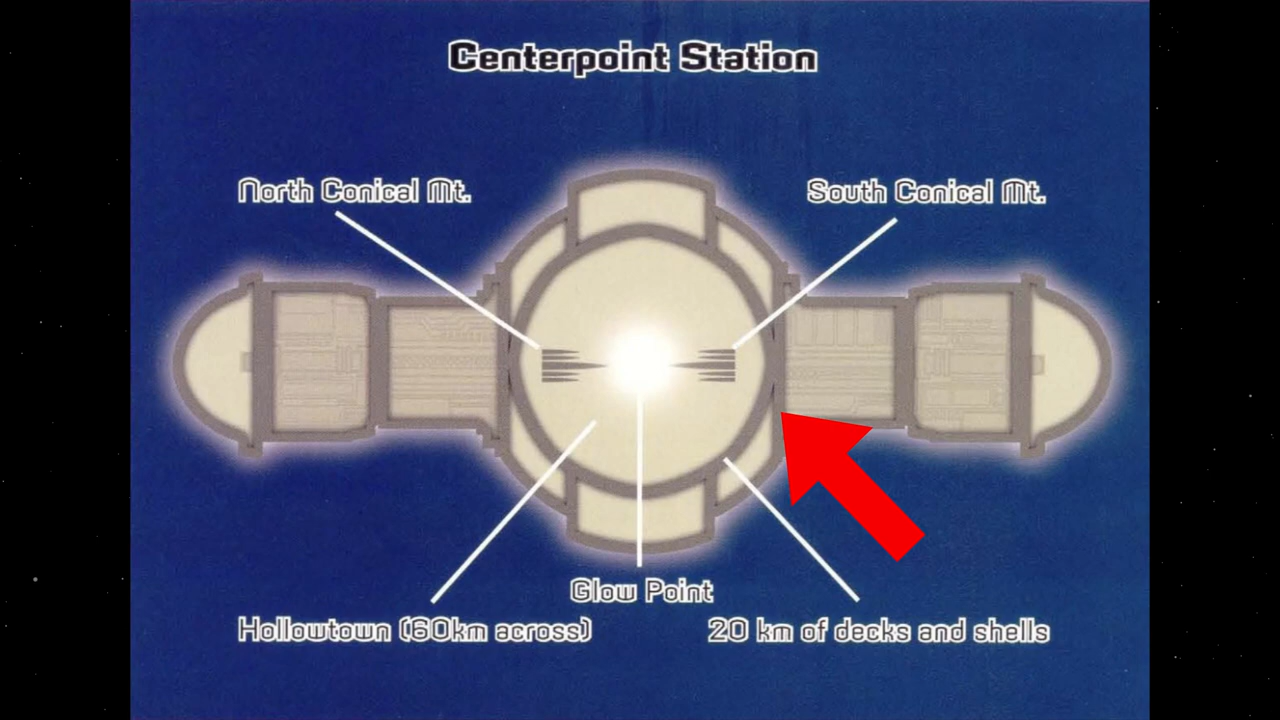 Centerpoint Station
North Conical Mt.
South Conical Mt.
Glow Point
Hollowtown (60km across)
20 km of decks and shells